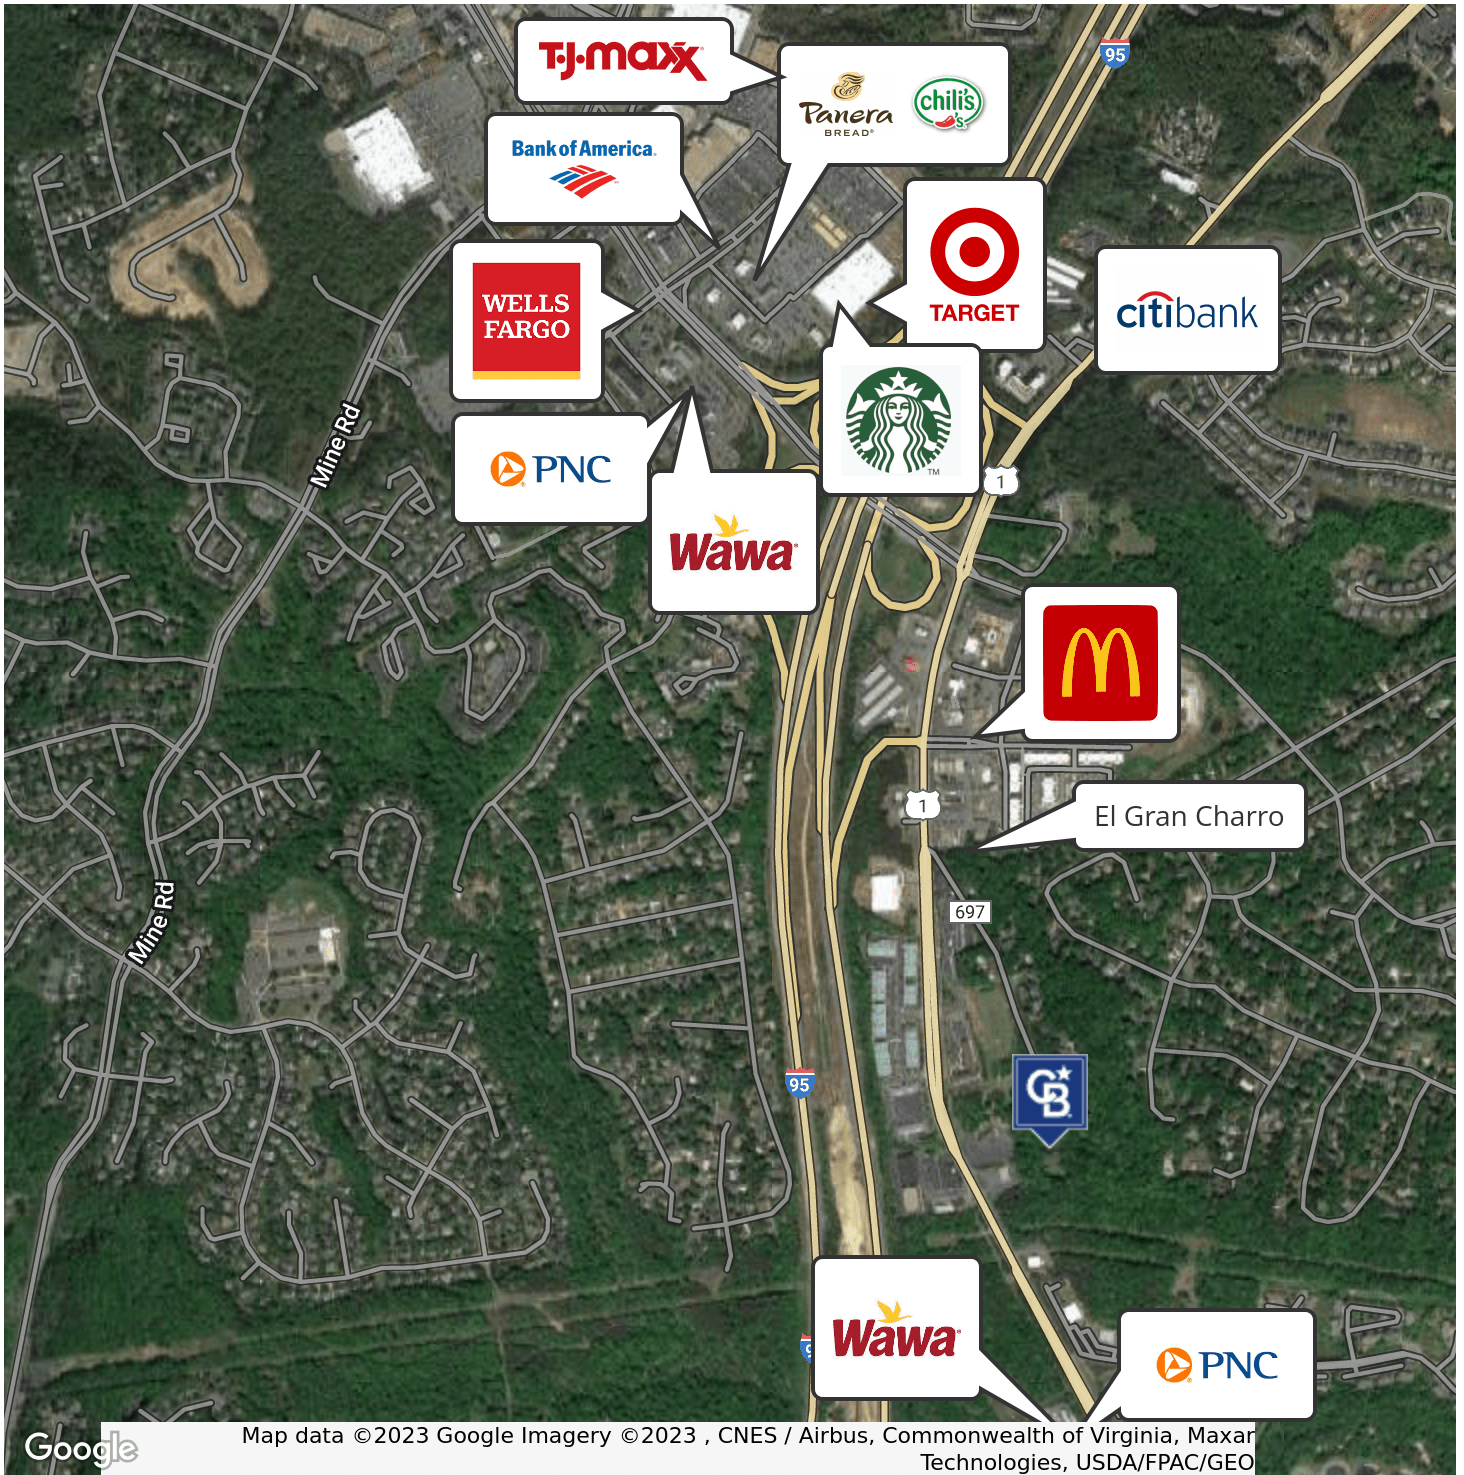 T.J.maxx
95
Panera
BREAD®
chili's
Bank of America
TARGET
WELLS
FARGO
citibank
Mine Rd
PNC
TM
1
Wawa
1
El Gran Charro
697
Mine Rd
95
Wawa
PNC
Google
Map data ©2023 Google Imagery ©2023 , CNES / Airbus, Commonwealth of Virginia, Maxar
Technologies, USDA/FPAC/GEO